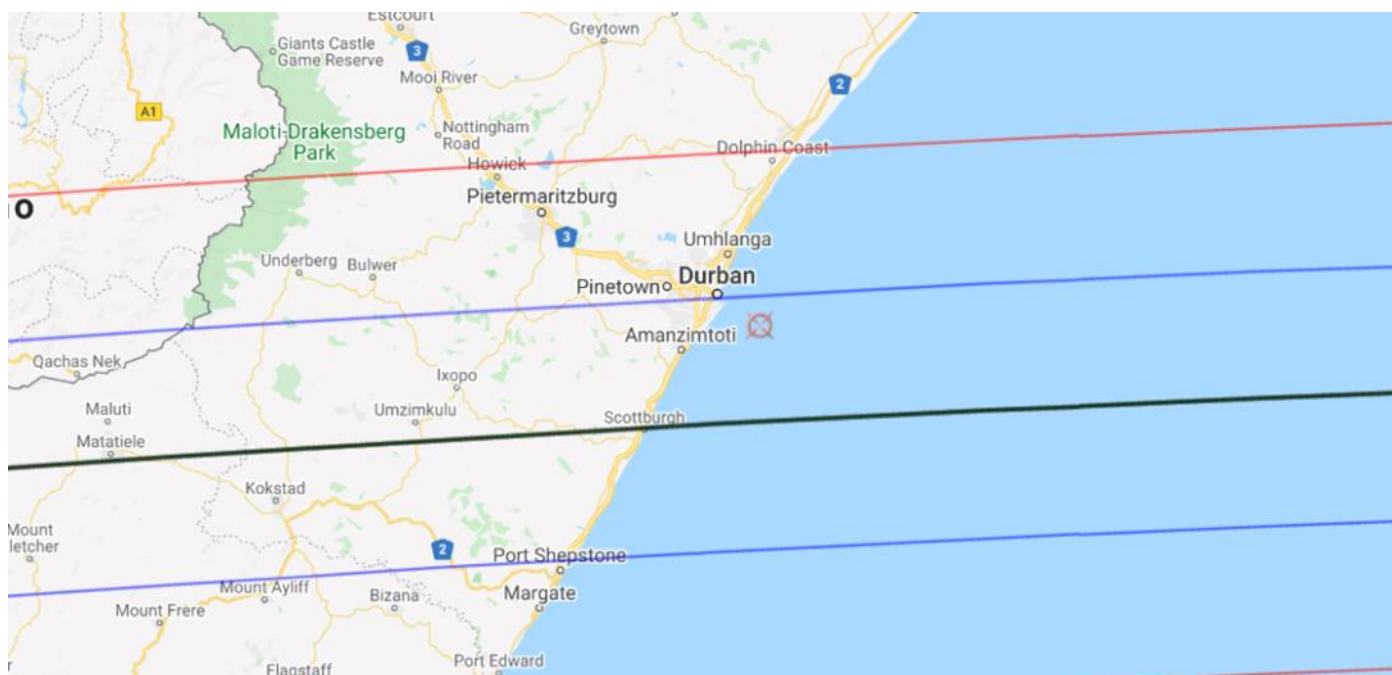 Estcourt
Greytown
Giants Castle
Game Reserve
3
Mooi River
2
A1
Maloti-Drakensberg
Park
Nottingham
Road
Dolphin Coast
Howick
Pietermaritzburg
o
3
Umhlanga
Underberg
Bulwer
Durban
Pinetown
Amanzimtoti
Qachas Nek
Ixopo
Maluti
Umzimkulu
Scottburgh
Matatiele
Kokstad
Mount
letcher
2
Port Shepstone
Mount Ayliff
Bizana
Margate
Mount Frere
Port Edward
Flagstaff
r